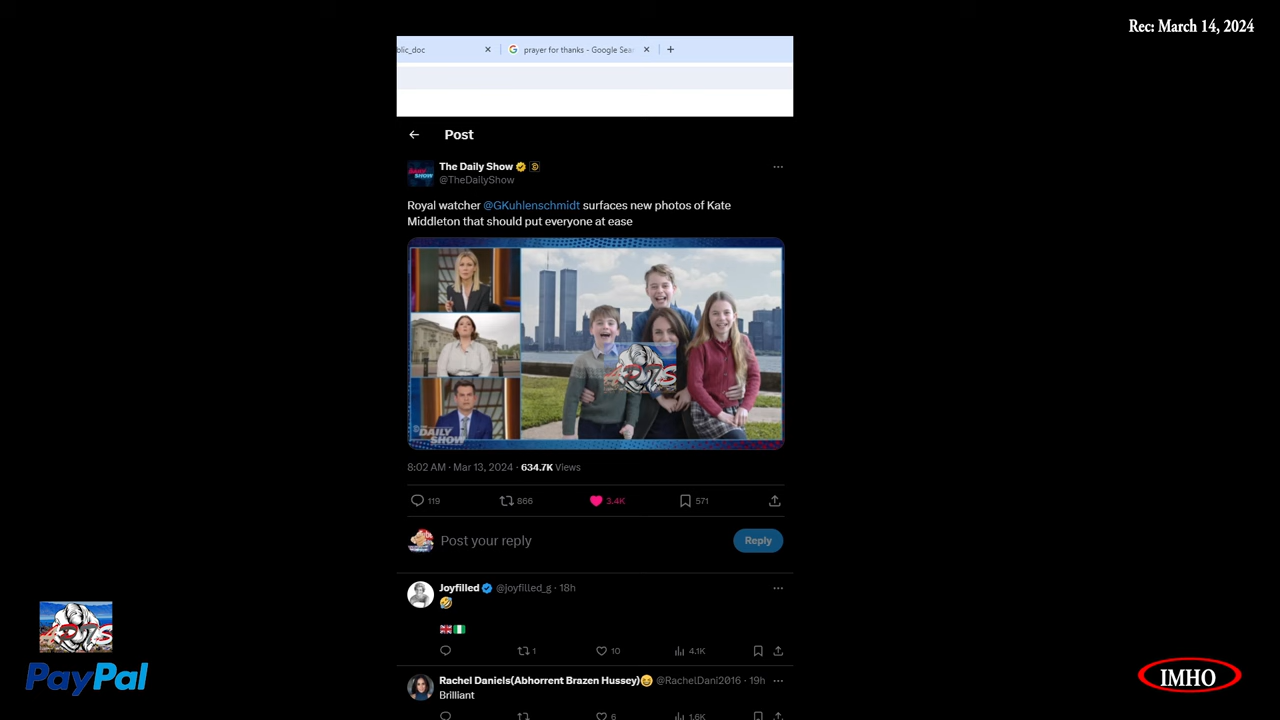 Rec: March 14, 2024
blic_doc
prayer for thanks - Google Sea
Post
The Daily Show
@TheDailyShow
Royal watcher @GKuhlenschmidt surfaces new photos of Kate
Middleton that should put everyone at ease
THE DAILY SHOW
8:02 AM · Mar 13, 2024 · 634.7K Views
119 866 3.4K 571
Post your reply
Reply
Joyfilled @joyfilled_g · 18h
🤣
🇬🇧🇳🇬
1 10 4.1K
Rachel Daniels(Abhorrent Brazen Hussey)😆 @RachelDani2016 · 19h
Brilliant
6 1.6K
PayPal
IMHO